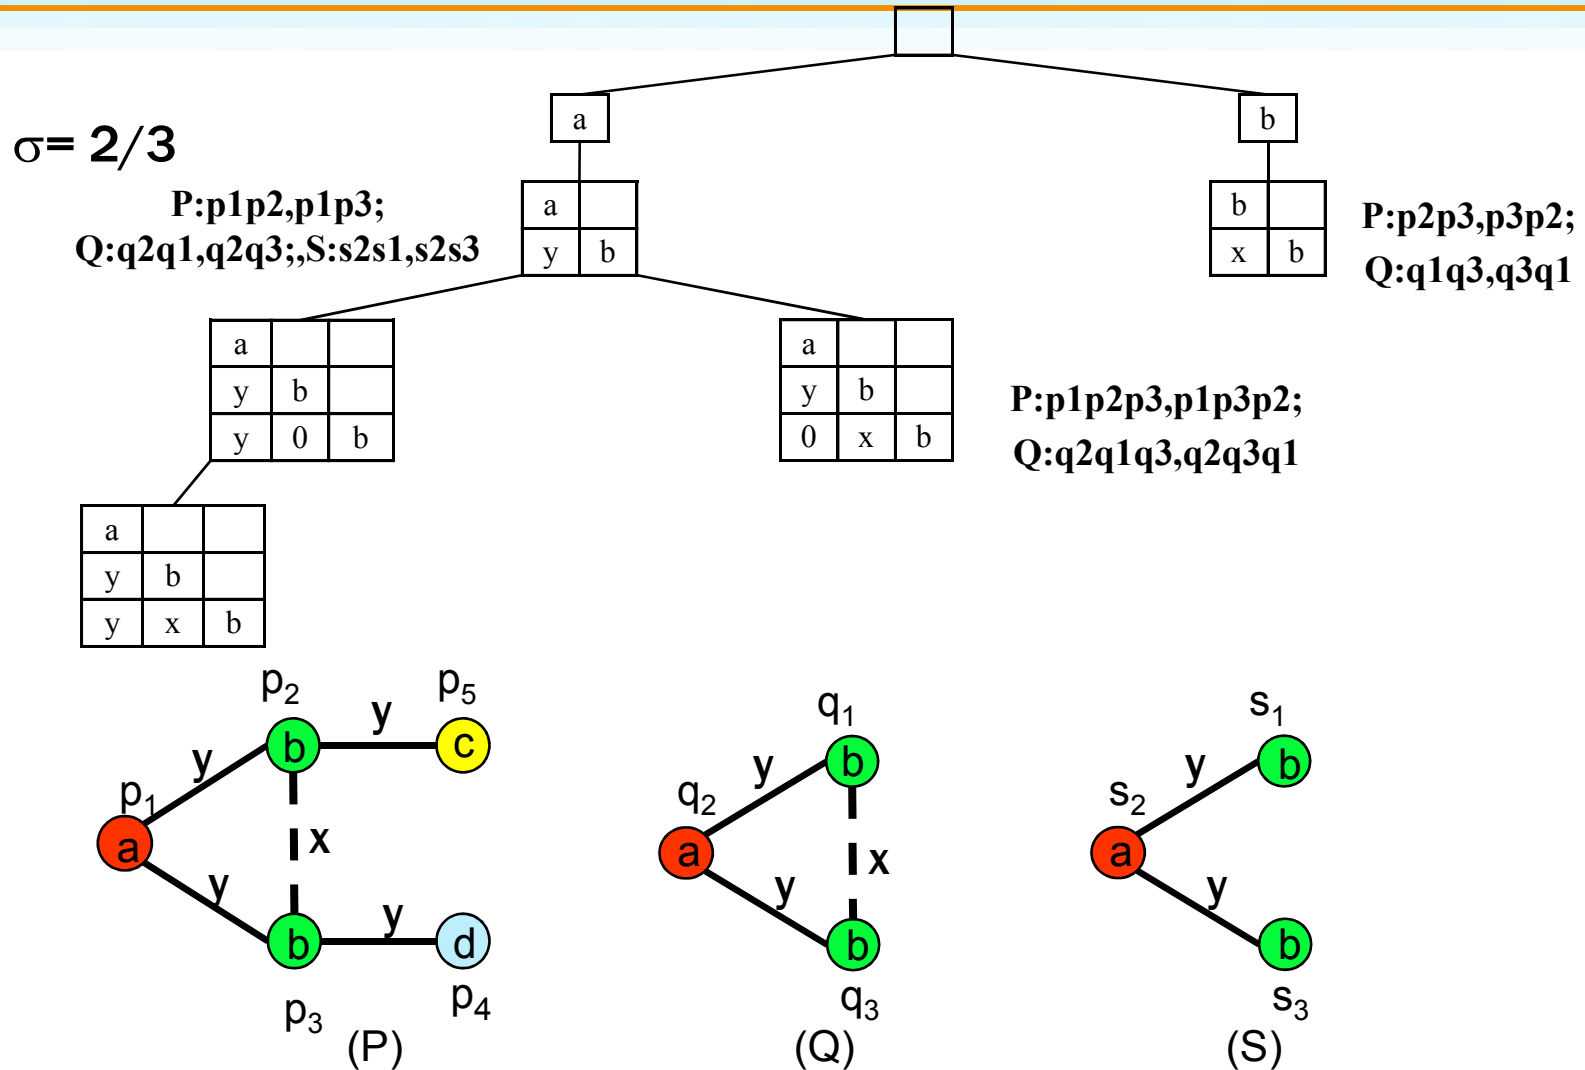 a
b
σ= 2/3
P:p1p2,p1p3;
Q:q2q1,q2q3;,S:s2s1,s2s3
a
y b
b
x b
P:p2p3,p3p2;
Q:q1q3,q3q1
a
y b
y 0 b
a
y b
0 x b
P:p1p2p3,p1p3p2;
Q:q2q1q3,q2q3q1
a
y b
y x b
p2
p5
y
b
c
y
p1
a
x
y
b
y
d
p3
p4
(P)
q1
y
b
q2
a
x
y
b
q3
(Q)
s1
y
b
s2
a
y
b
s3
(S)